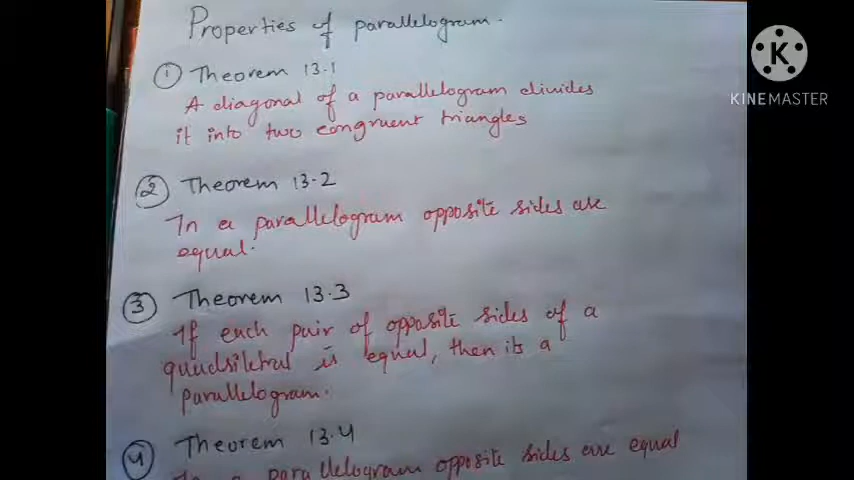 Properties of parallelogram.
① Theorem 13.1
A diagonal of a parallelogram divides
it into two congruent triangles
② Theorem 13.2
In a parallelogram opposite sides are
equal.
③ Theorem 13.3
If each pair of opposite sides of a
quadsiletral is equal, then its a
parallelogram.
④ Theorem 13.4
In a parallelogram opposite sides are equal
K
KINEMASTER